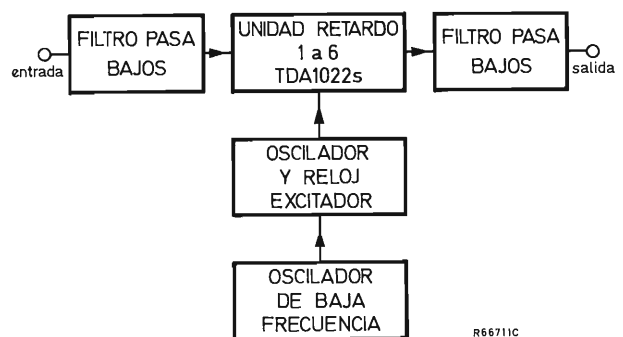 entrada
FILTRO PASA
BAJOS
UNIDAD RETARDO
1 a 6
TDA1022s
FILTRO PASA
BAJOS
salida
OSCILADOR
Y RELOJ
EXCITADOR
OSCILADOR
DE BAJA
FRECUENCIA
R66711C